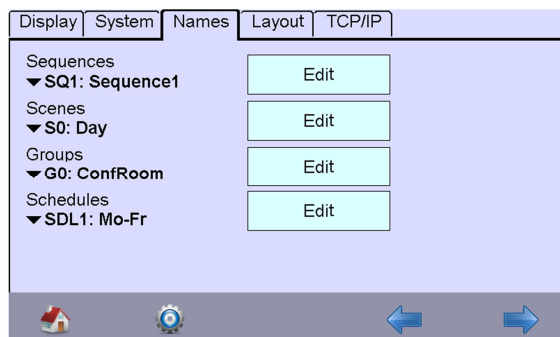 Display System Names Layout TCP/IP
Sequences
SQ1: Sequence1 Edit
Scenes
S0: Day Edit
Groups
G0: ConfRoom Edit
Schedules
SDL1: Mo-Fr Edit